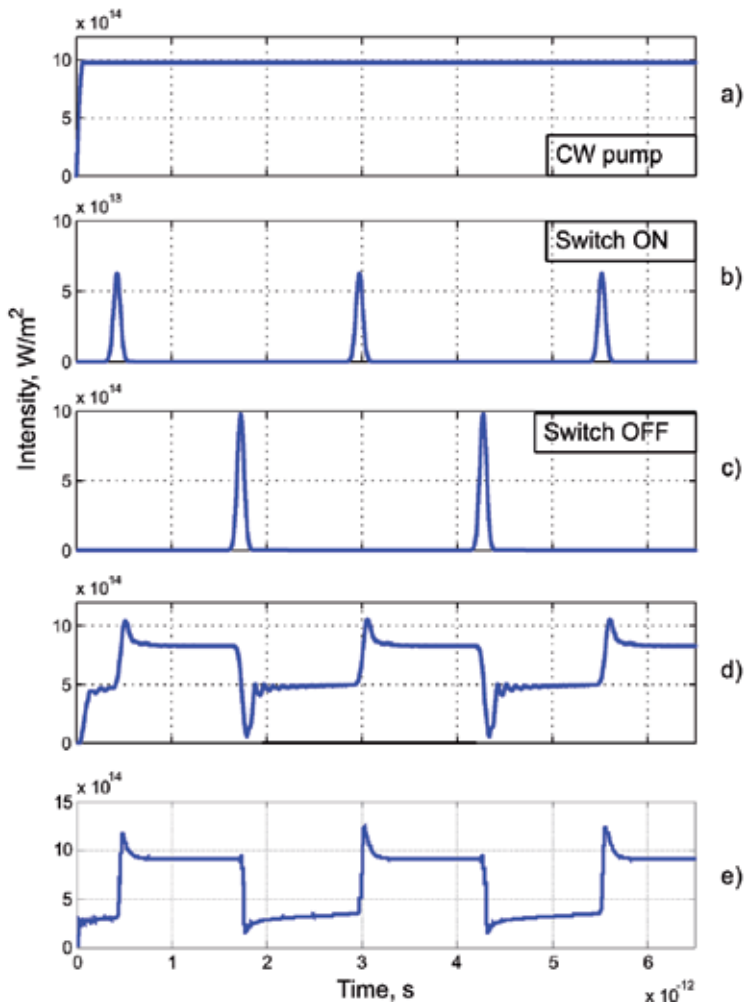 x 10^14
10
5
0
CW pump
a)
x 10^13
10
5
0
Switch ON
b)
Intensity, W/m^2
x 10^14
10
5
0
Switch OFF
c)
x 10^14
10
5
0
d)
x 10^14
15
10
5
0
e)
0 1 2 3 4 5 6
Time, s
x 10^-12